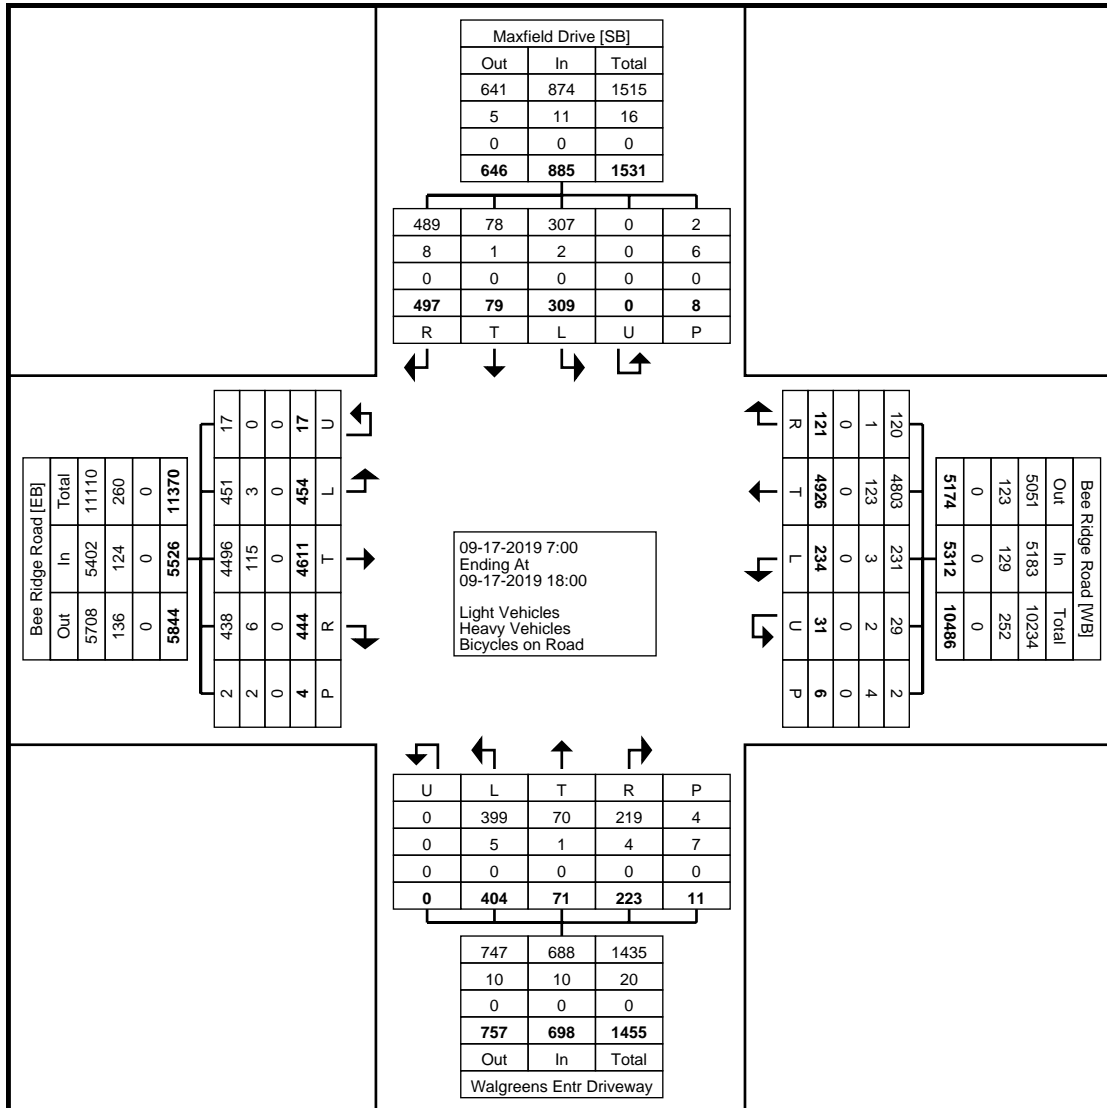 Maxfield Drive [SB]
Out In Total
641 874 1515
5 11 16
0 0 0
646 885 1531
489 78 307 0 2
8 1 2 0 6
0 0 0 0 0
497 79 309 0 8
R T L U P
Bee Ridge Road [EB]
Total In Out
11110 5402 5708
260 124 136
0 0 0
11370 5526 5844
17 451 4496 438 2
0 3 115 6 2
0 0 0 0 0
17 454 4611 444 4
U L T R P
09-17-2019 7:00
Ending At
09-17-2019 18:00
Light Vehicles
Heavy Vehicles
Bicycles on Road
R T L U P
121 4926 234 31 6
0 0 0 0 0
1 123 3 2 4
120 4803 231 29 2
Bee Ridge Road [WB]
Out In Total
5051 5183 10234
123 129 252
0 0 0
5174 5312 10486
U L T R P
0 399 70 219 4
0 5 1 4 7
0 0 0 0 0
0 404 71 223 11
747 688 1435
10 10 20
0 0 0
757 698 1455
Out In Total
Walgreens Entr Driveway